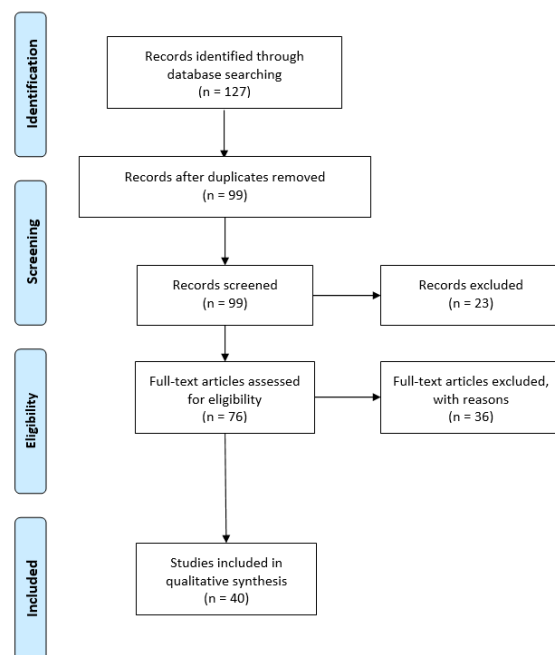 Identification
Records identified through
database searching
(n = 127)
Records after duplicates removed
(n = 99)
Screening
Records screened
(n = 99)
Records excluded
(n = 23)
Eligibility
Full-text articles assessed
for eligibility
(n = 76)
Full-text articles excluded,
with reasons
(n = 36)
Included
Studies included in
qualitative synthesis
(n = 40)